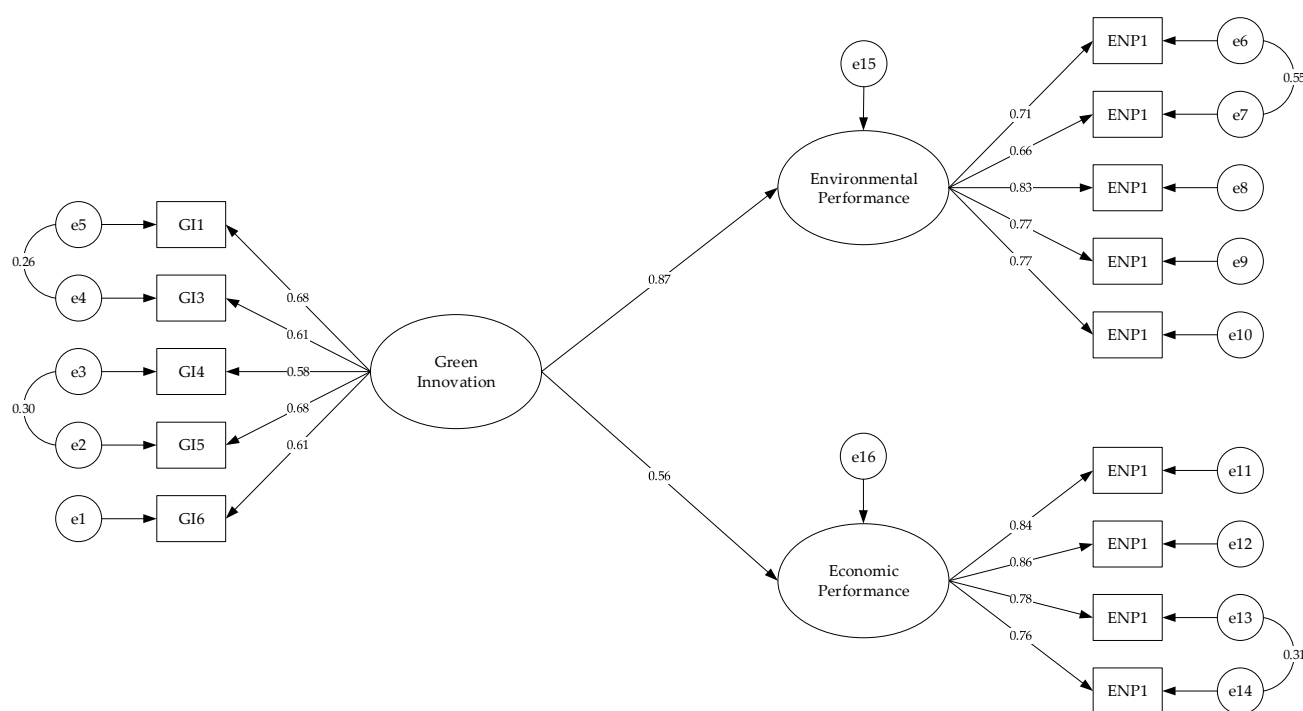 ENP1
e6
0.55
e15
ENP1
e7
0.71
0.66
Environmental
Performance
0.83
ENP1
e8
0.77
ENP1
e9
0.77
ENP1
e10
e5
GI1
0.26
e4
GI3
0.68
0.61
0.87
e3
GI4
0.58
Green
Innovation
0.30
0.68
e2
GI5
0.61
e1
GI6
0.56
e16
ENP1
e11
0.84
ENP1
e12
0.86
Economic
Performance
0.78
ENP1
e13
0.76
0.31
ENP1
e14